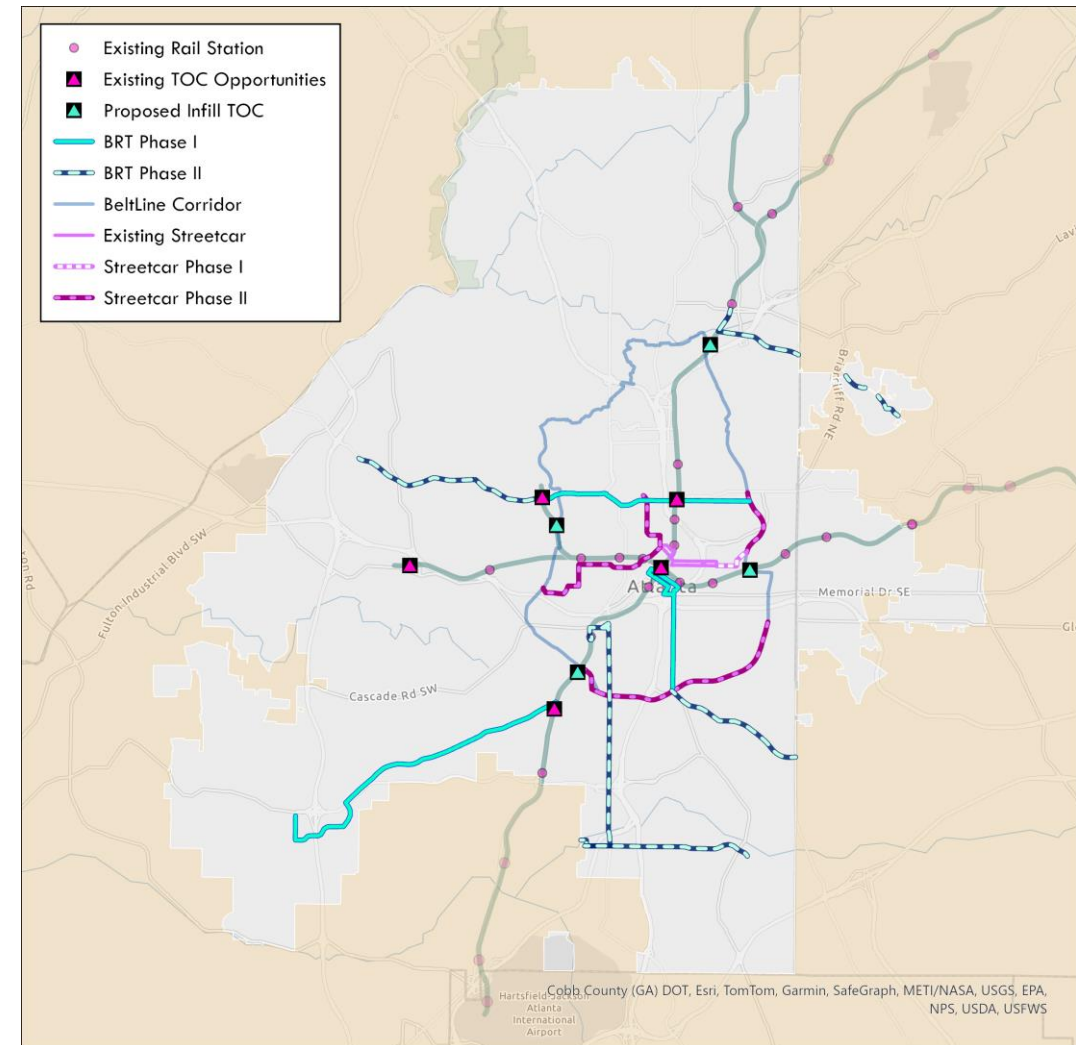 Existing Rail Station
Existing TOC Opportunities
Proposed Infill TOC
BRT Phase I
BRT Phase II
BeltLine Corridor
Existing Streetcar
Streetcar Phase I
Streetcar Phase II
Briarcliff Rd NE
Fulton Industrial Blvd SW
ton Rd
Atlanta
Memorial Dr SE
Cascade Rd SW
Hartsfield-Jackson
Atlanta
International
Airport
Cobb County (GA) DOT, Esri, TomTom, Garmin, SafeGraph, METI/NASA, USGS, EPA,
NPS, USDA, USFWS